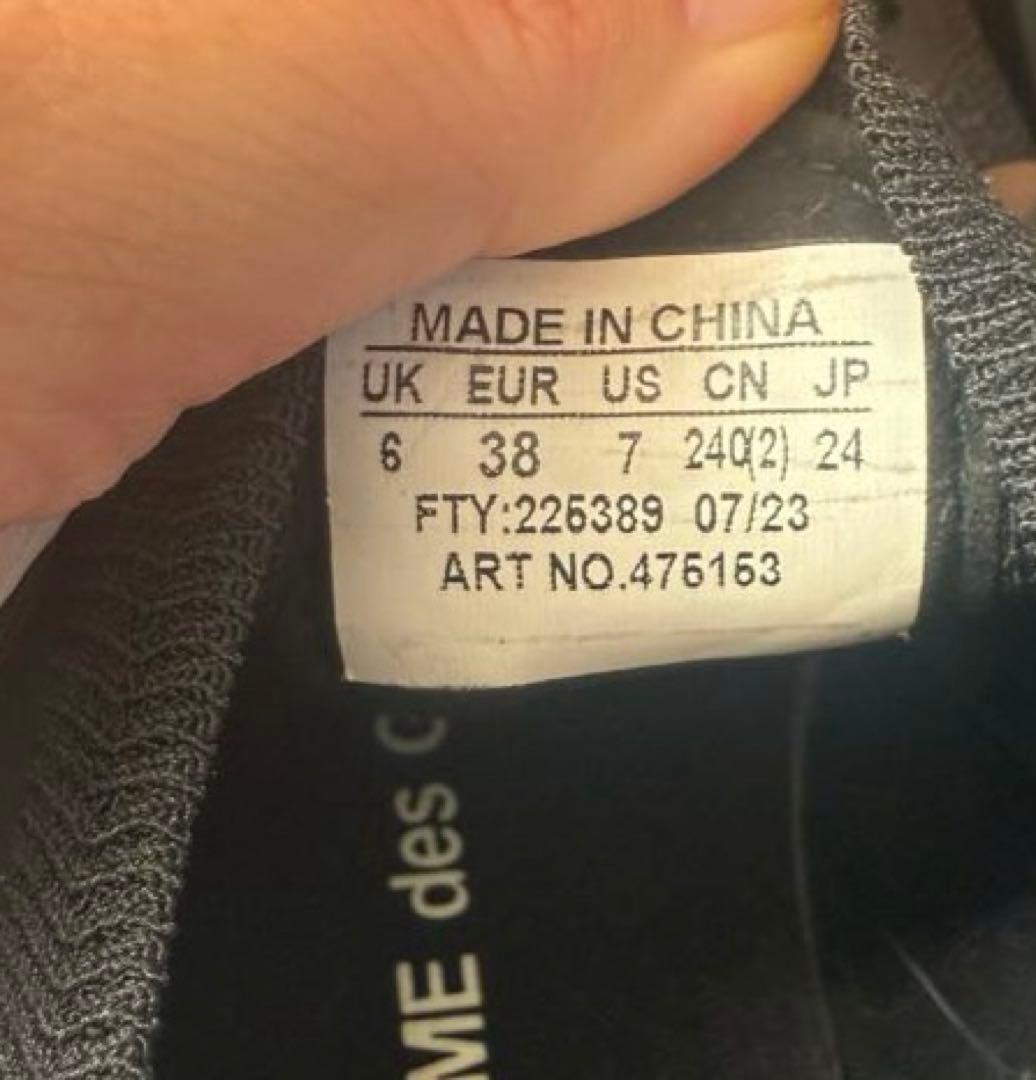 MADE IN CHINA
UK EUR US CN JP
6 38 7 240(2) 24
FTY:225389 07/23
ART NO.475153
ME des C